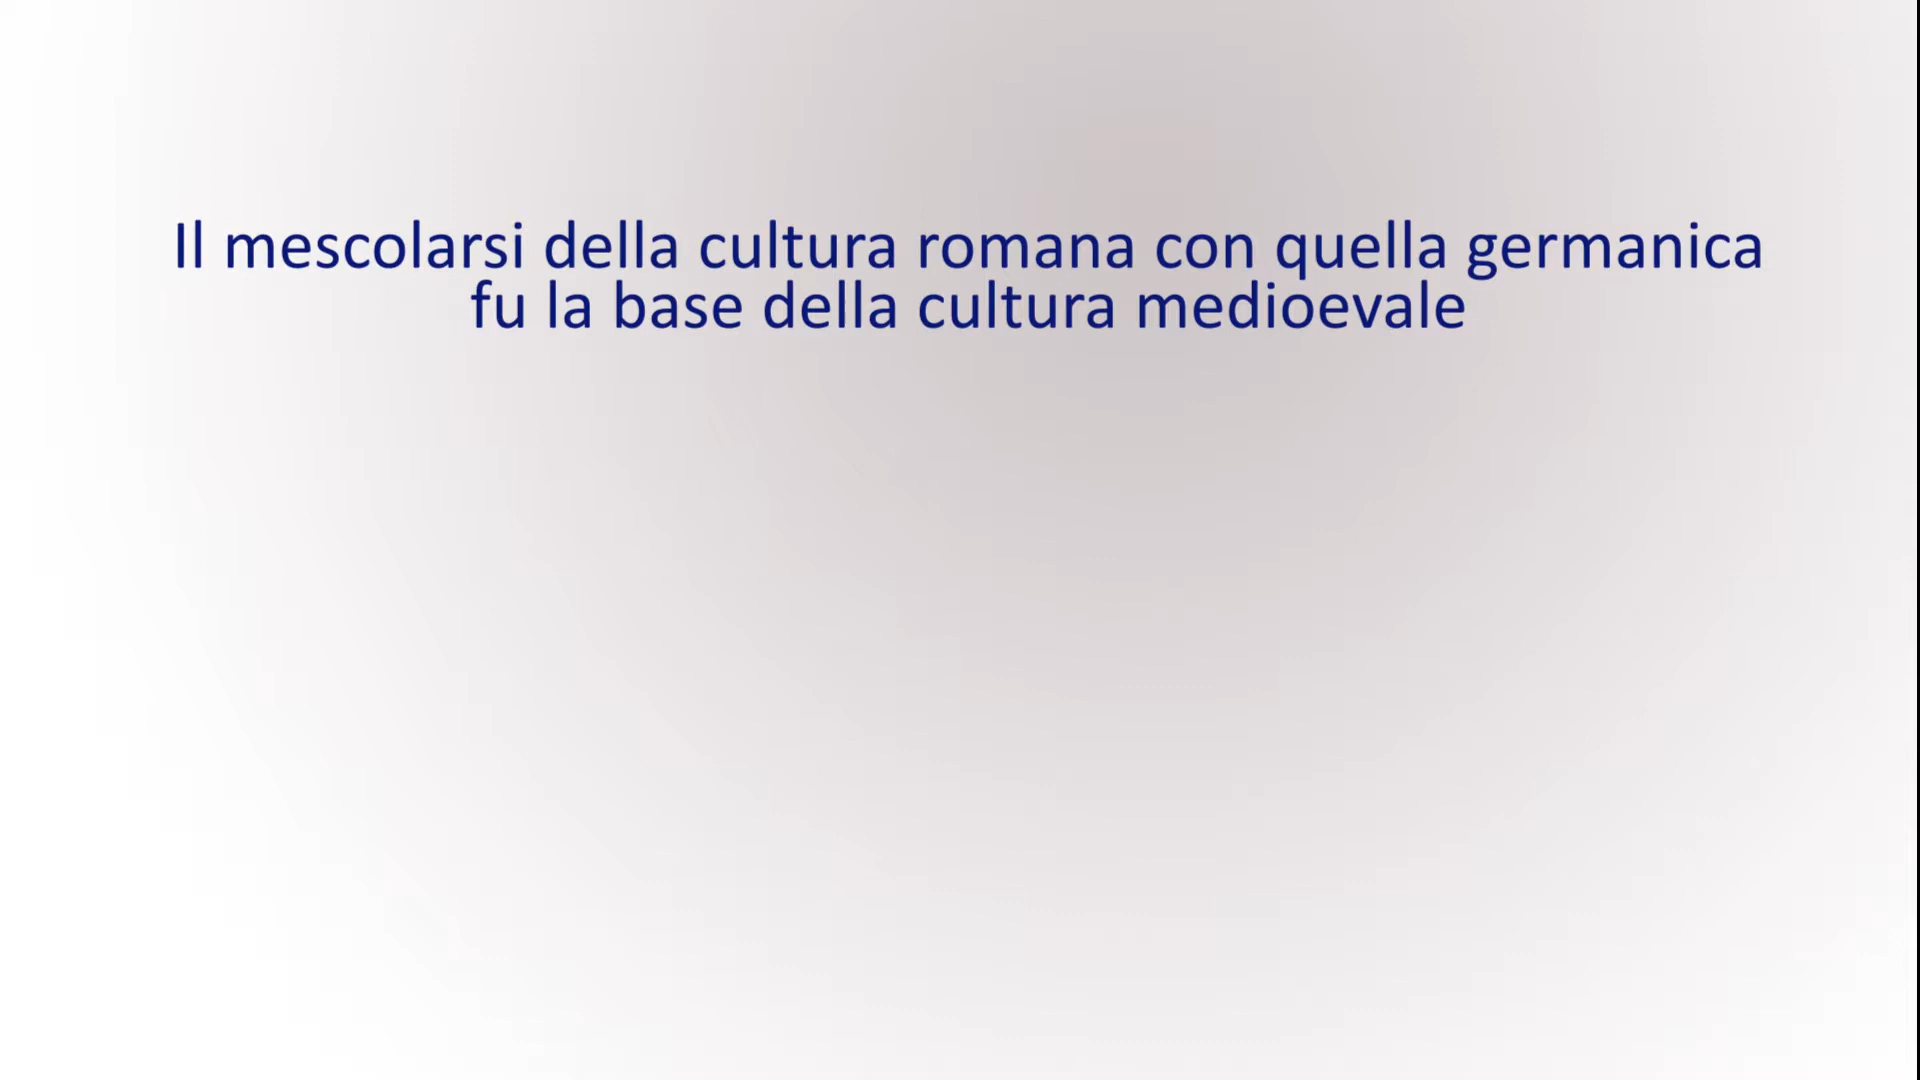 Il mescolarsi della cultura romana con quella germanica
fu la base della cultura medioevale